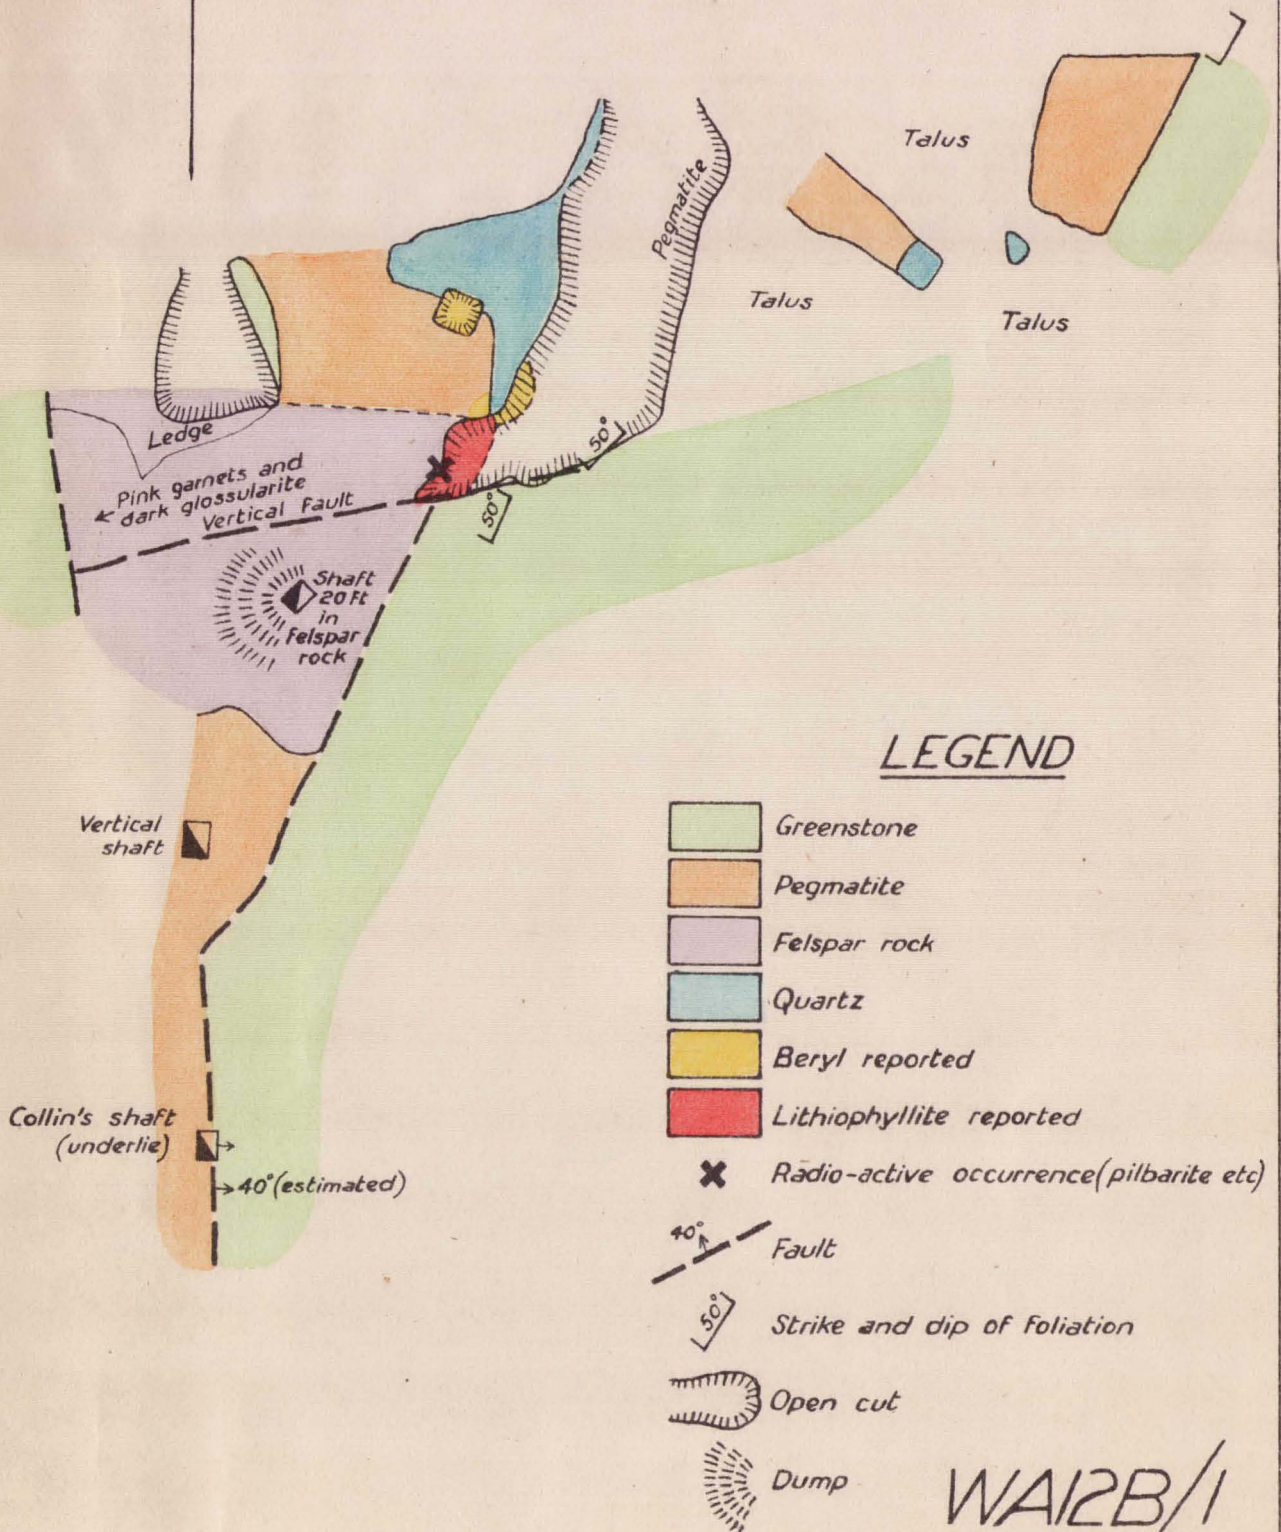 Talus
Pegmatite
Talus
Talus
Ledge
50°
Pink garnets and
dark glossularite
Vertical Fault
50°
Shaft
20 Ft
in
Felspar
rock
LEGEND
Vertical
shaft
Greenstone
Pegmatite
Felspar rock
Quartz
Beryl reported
Collin's shaft
(underlie)
Lithiophyllite reported
40° (estimated)
Radio-active occurrence (pilbarite etc)
40°
Fault
50°
Strike and dip of foliation
Open cut
Dump
WA12B/1